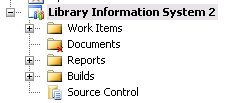 Library Information System 2
Work Items
Documents
Reports
Builds
Source Control